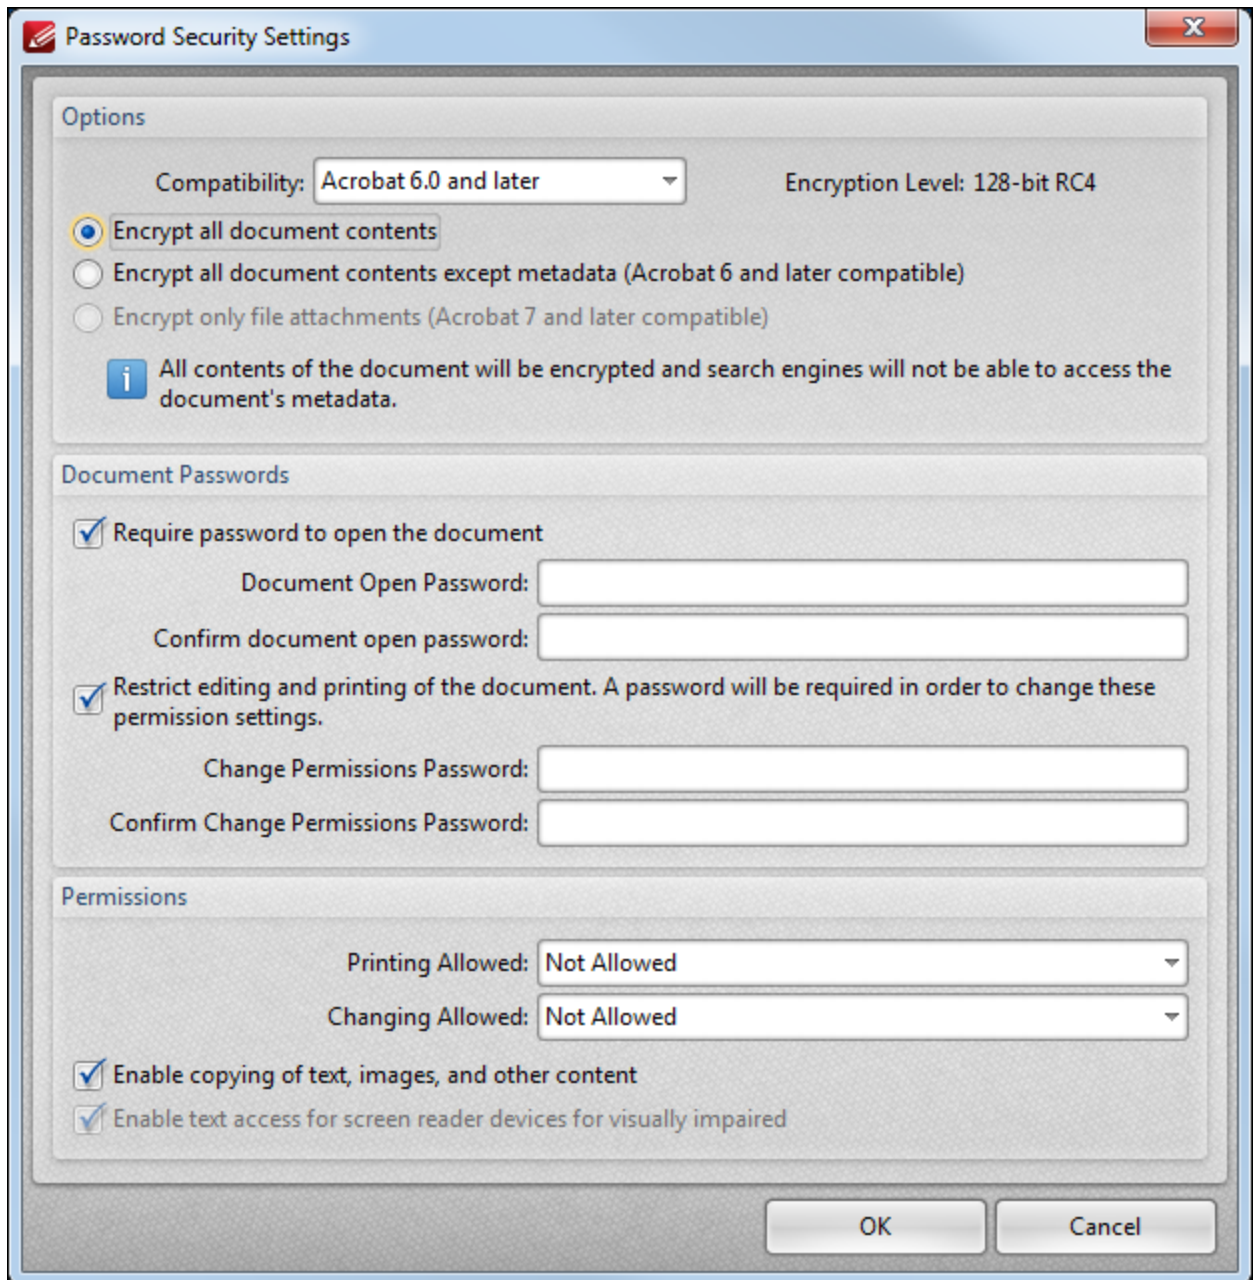 Password Security Settings
Options
Compatibility: Acrobat 6.0 and later Encryption Level: 128-bit RC4
Encrypt all document contents
Encrypt all document contents except metadata (Acrobat 6 and later compatible)
Encrypt only file attachments (Acrobat 7 and later compatible)
All contents of the document will be encrypted and search engines will not be able to access the
document's metadata.
Document Passwords
Require password to open the document
Document Open Password:
Confirm document open password:
Restrict editing and printing of the document. A password will be required in order to change these
permission settings.
Change Permissions Password:
Confirm Change Permissions Password:
Permissions
Printing Allowed: Not Allowed
Changing Allowed: Not Allowed
Enable copying of text, images, and other content
Enable text access for screen reader devices for visually impaired
OK Cancel